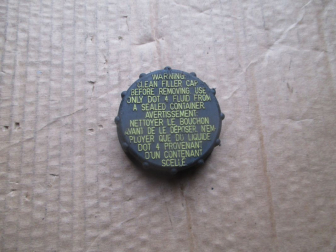 WARNING
CLEAN FILLER CAP
BEFORE REMOVING. USE
ONLY DOT 4 FLUID FROM
A SEALED CONTAINER.
AVERTISSEMENT
NETTOYER LE BOUCHON
AVANT DE LE DÉPOSER. N'EM-
PLOYER QUE DU LIQUIDE
DOT 4 PROVENANT
D'UN CONTENANT
SCELLE